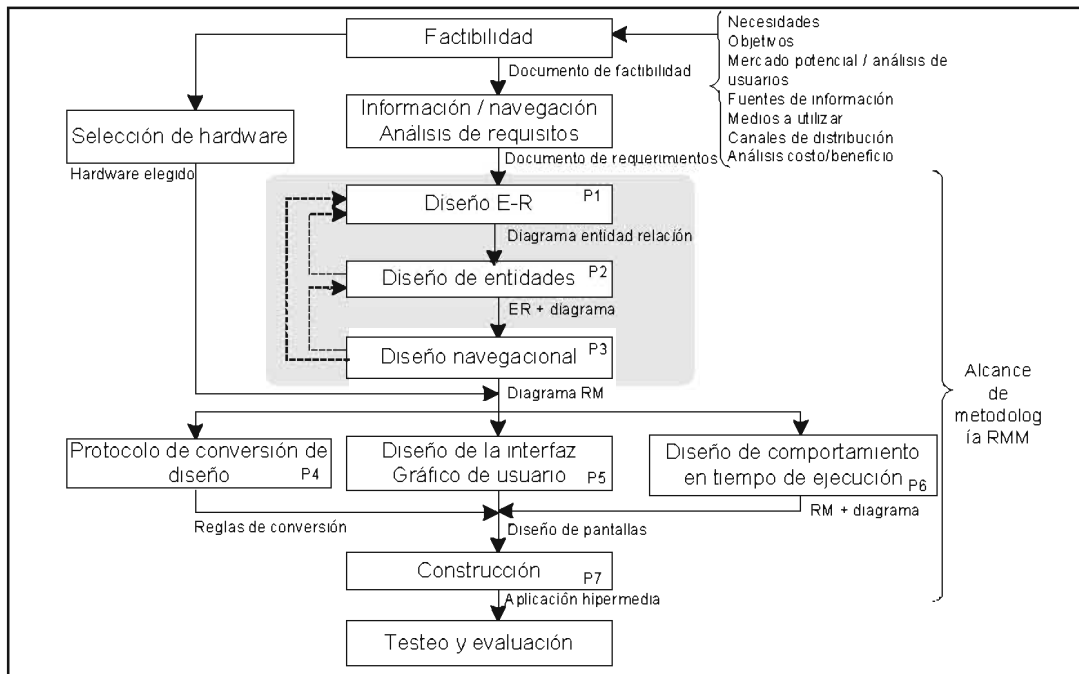 Factibilidad
Necesidades
Objetivos
Mercado potencial / análisis de
usuarios
Fuentes de información
Medios a utilizar
Canales de distribución
Análisis costo/beneficio
Documento de factibilidad
Información / navegación
Análisis de requisitos
Selección de hardware
Documento de requerimientos
Hardware elegido
Diseño E-R P1
Diagrama entidad relación
Diseño de entidades P2
ER + diagrama
Diseño navegacional P3
Diagrama RM
Alcance
de
metodolog
ía RMM
Protocolo de conversión de
diseño P4
Diseño de la interfaz
Gráfico de usuario P5
Diseño de comportamiento
en tiempo de ejecución P6
Reglas de conversión
Diseño de pantallas
RM + diagrama
Construcción P7
Aplicación hipermedia
Testeo y evaluación